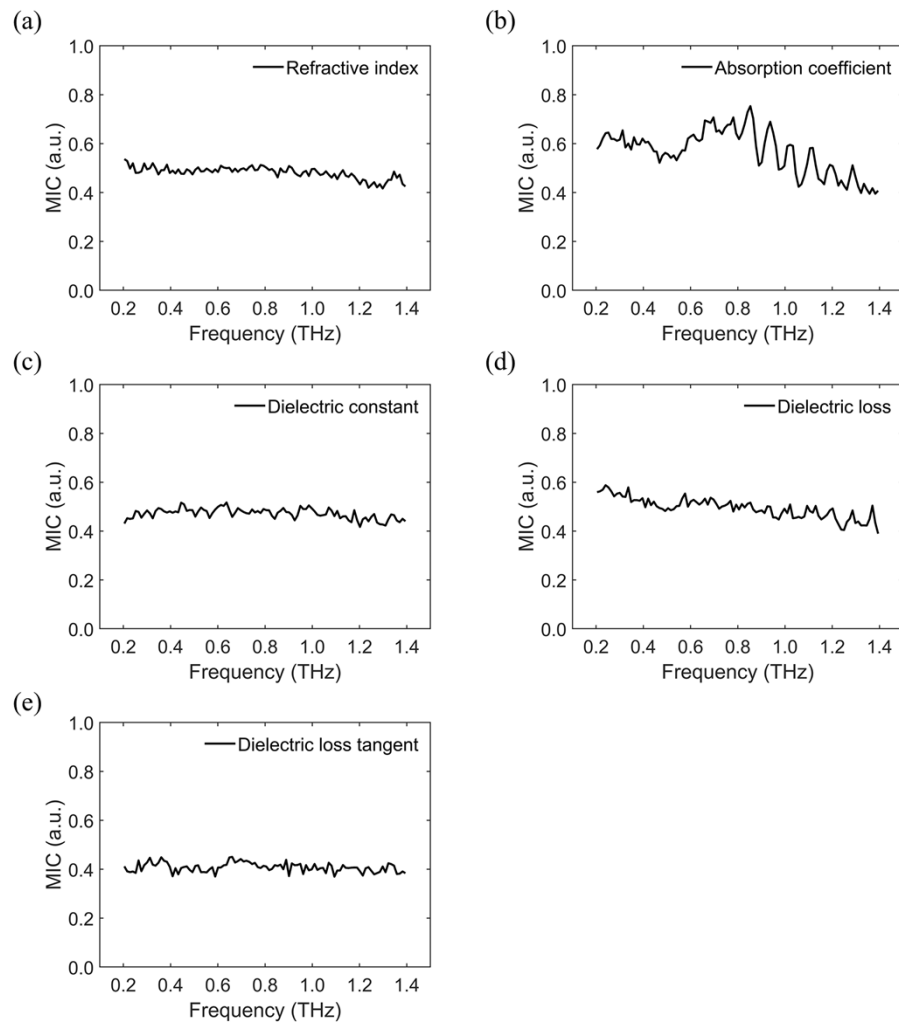 (a)
1.0
Refractive index
0.8
0.6
0.4
0.2
0.0
MIC (a.u.)
0.2 0.4 0.6 0.8 1.0 1.2 1.4
Frequency (THz)
(b)
1.0
Absorption coefficient
0.8
0.6
0.4
0.2
0.0
MIC (a.u.)
0.2 0.4 0.6 0.8 1.0 1.2 1.4
Frequency (THz)
(c)
1.0
Dielectric constant
0.8
0.6
0.4
0.2
0.0
MIC (a.u.)
0.2 0.4 0.6 0.8 1.0 1.2 1.4
Frequency (THz)
(d)
1.0
Dielectric loss
0.8
0.6
0.4
0.2
0.0
MIC (a.u.)
0.2 0.4 0.6 0.8 1.0 1.2 1.4
Frequency (THz)
(e)
1.0
Dielectric loss tangent
0.8
0.6
0.4
0.2
0.0
MIC (a.u.)
0.2 0.4 0.6 0.8 1.0 1.2 1.4
Frequency (THz)